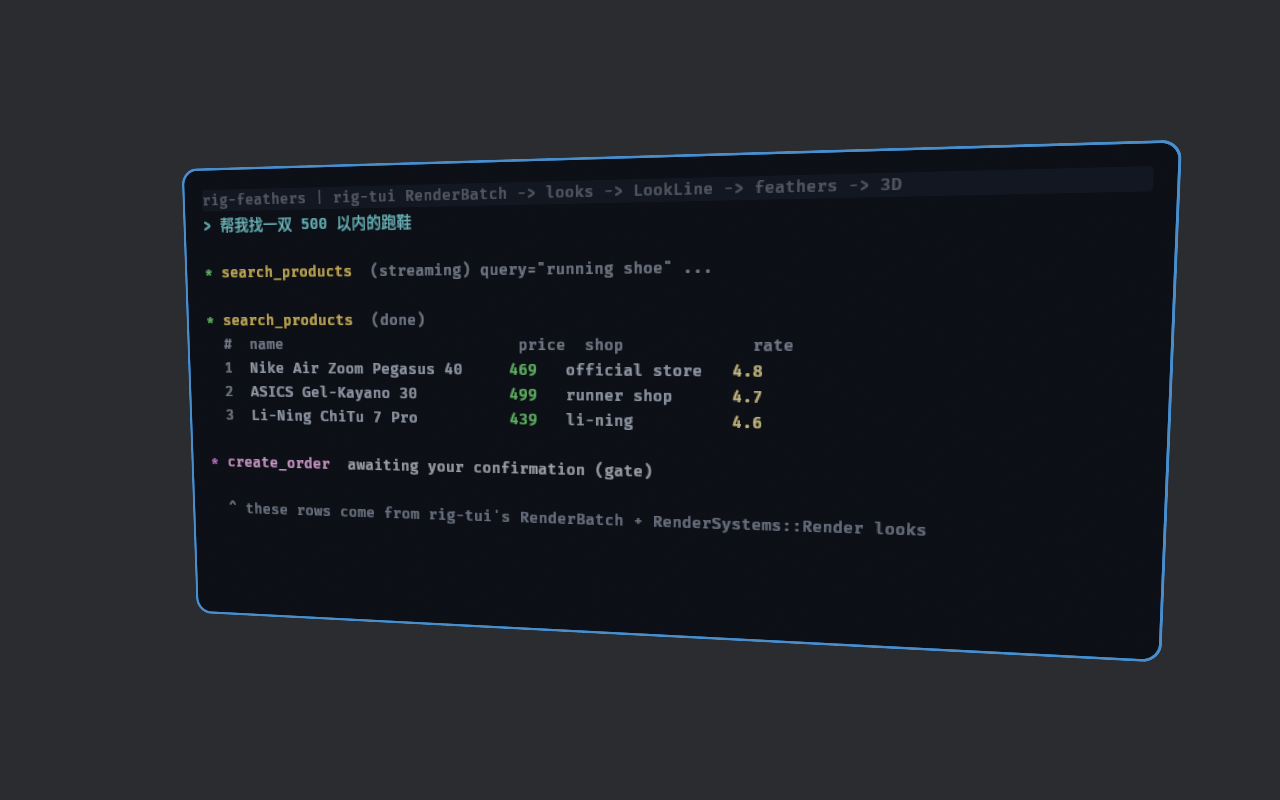 rig-feathers | rig-tui RenderBatch -> looks -> LookLine -> feathers -> 3D
> 帮我找一双 500 以内的跑鞋
* search_products (streaming) query="running shoe" ...
* search_products (done)
# name price shop rate
1 Nike Air Zoom Pegasus 40 469 official store 4.8
2 ASICS Gel-Kayano 30 499 runner shop 4.7
3 Li-Ning ChiTu 7 Pro 439 li-ning 4.6
* create_order awaiting your confirmation (gate)
^ these rows come from rig-tui's RenderBatch + RenderSystems::Render looks